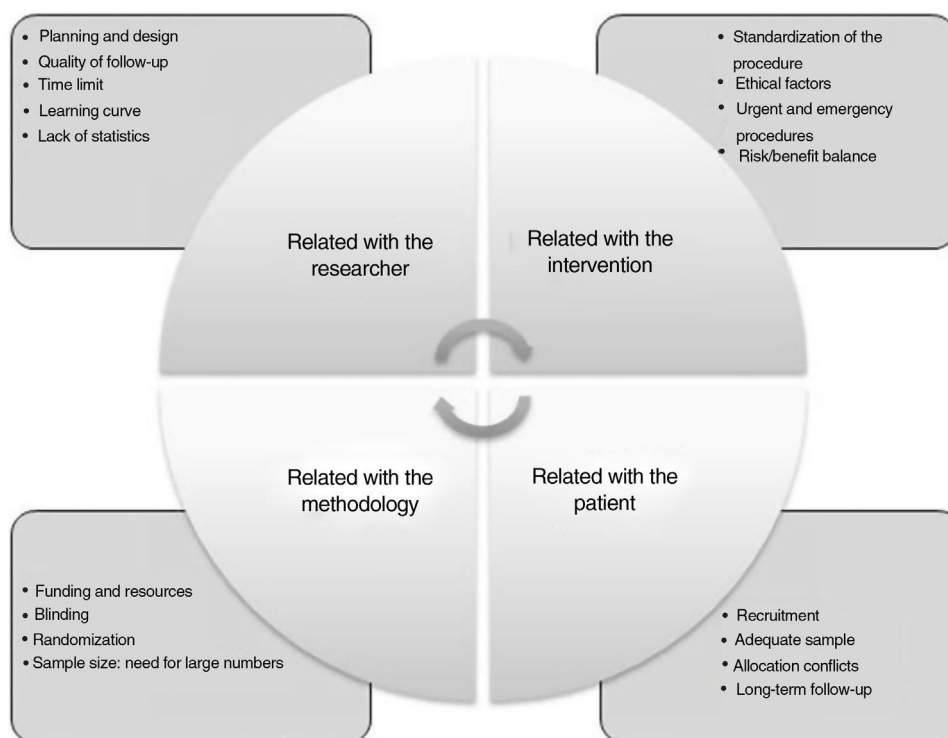 • Planning and design
• Quality of follow-up
• Time limit
• Learning curve
• Lack of statistics
• Standardization of the
procedure
• Ethical factors
• Urgent and emergency
procedures
• Risk/benefit balance
Related with the
researcher
Related with the
intervention
Related with the
methodology
Related with the
patient
• Funding and resources
• Blinding
• Randomization
• Sample size: need for large numbers
• Recruitment
• Adequate sample
• Allocation conflicts
• Long-term follow-up